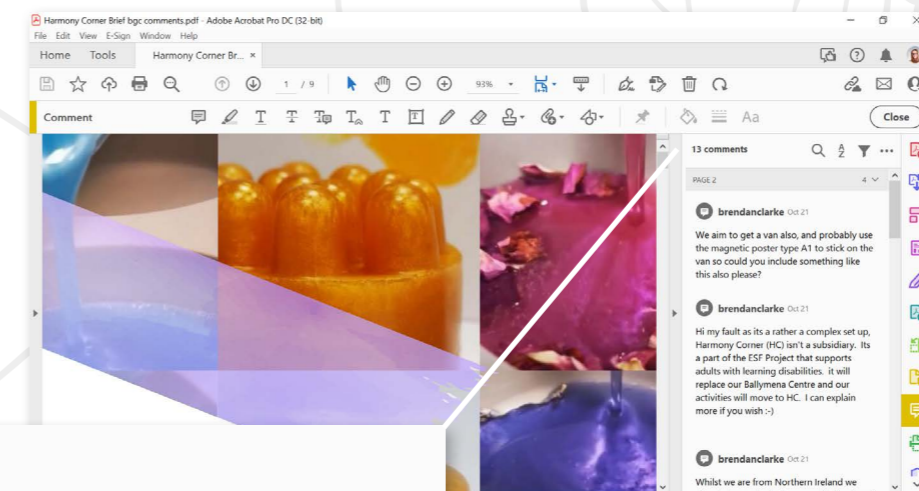 Harmony Corner Brief bgc comments.pdf - Adobe Acrobat Pro DC (32-bit)
File Edit View E-Sign Window Help
Home Tools Harmony Corner Br... ×
1 / 9 93%
Comment
T T T T T Aa Close
13 comments
PAGE 2 4
brendanclarke Oct 21
We aim to get a van also, and probably use
the magnetic poster type A1 to stick on the
van so could you include something like
this also please?
brendanclarke Oct 21
Hi my fault as its a rather a complex set up,
Harmony Corner (HC) isn't a subsidiary. Its
a part of the ESF Project that supports
adults with learning disabilities. it will
replace our Ballymena Centre and our
activities will move to HC. I can explain
more if you wish :-)
brendanclarke Oct 21
Whilst we are from Northern Ireland we